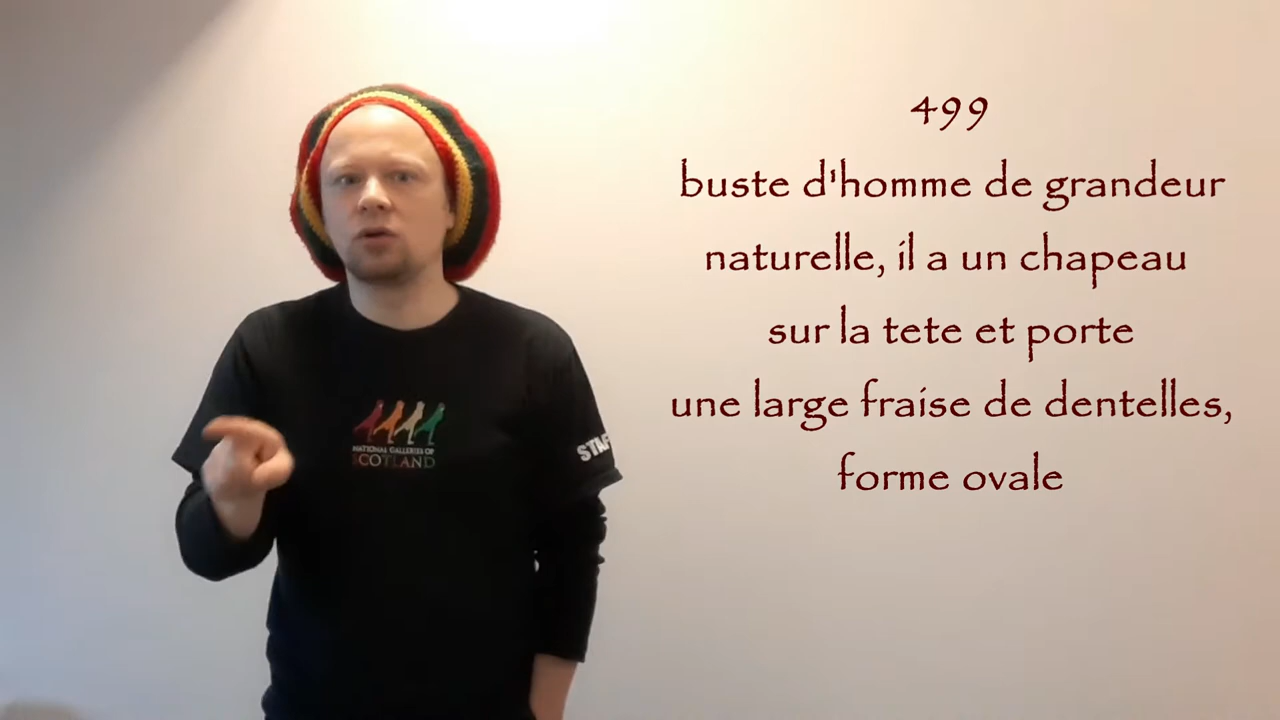 499
buste d'homme de grandeur
naturelle, il a un chapeau
sur la tete et porte
une large fraise de dentelles,
forme ovale
NATIONAL GALLERIES OF
SCOTLAND
STAF